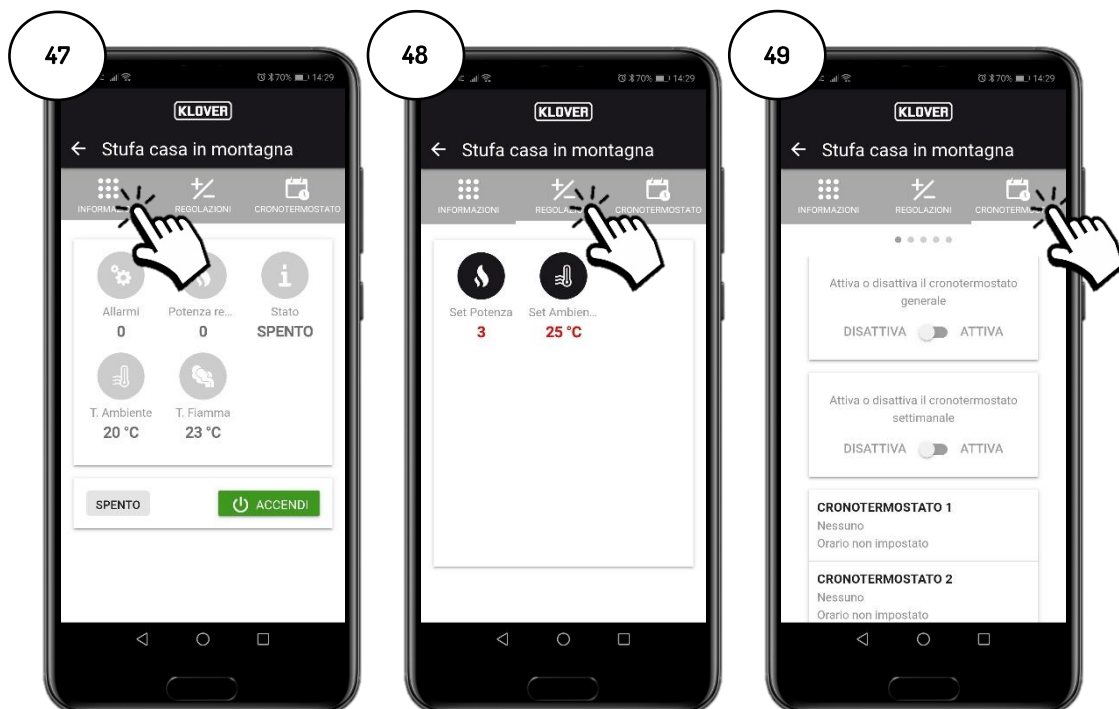 47
70% 14:29
KLOVER
← Stufa casa in montagna
REGOLAZIONI CRONOTERMOSTATO
Allarmi Potenza re... Stato
0 0 SPENTO
T. Ambiente T. Fiamma
20 °C 23 °C
SPENTO ACCENDI
48
70% 14:29
KLOVER
← Stufa casa in montagna
INFORMAZIONI CRONOTERMOSTATO
Set Potenza Set Ambien...
3 25 °C
49
70% 14:29
KLOVER
← Stufa casa in montagna
INFORMAZIONI REGOLAZIONI
Attiva o disattiva il cronotermostato
generale
DISATTIVA ATTIVA
Attiva o disattiva il cronotermostato
settimanale
DISATTIVA ATTIVA
CRONOTERMOSTATO 1
Nessuno
Orario non impostato
CRONOTERMOSTATO 2
Nessuno
Orario non impostato